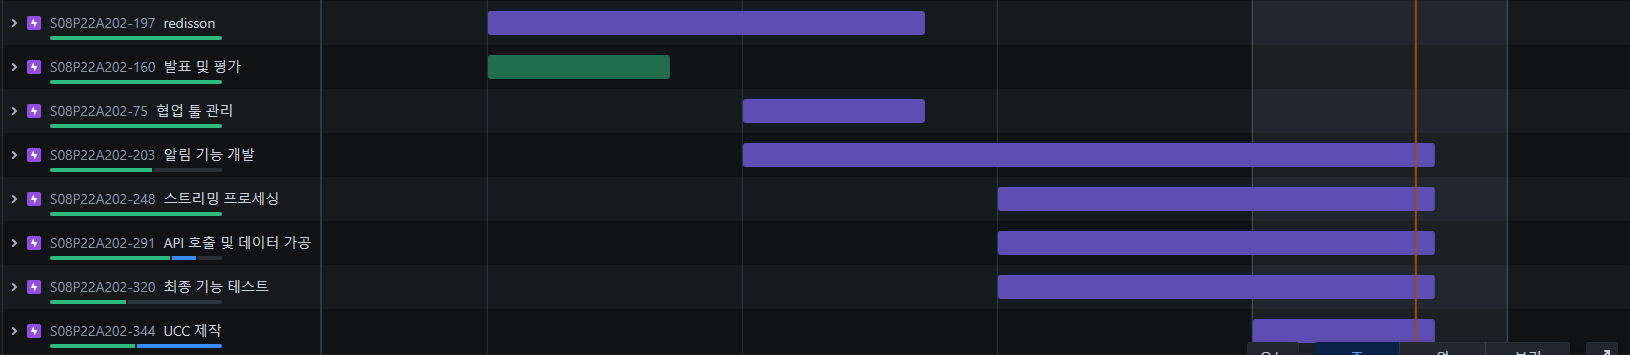 S08P22A202-197 redisson
S08P22A202-160 발표 및 평가
S08P22A202-75 협업 툴 관리
S08P22A202-203 알림 기능 개발
S08P22A202-248 스트리밍 프로세싱
S08P22A202-291 API 호출 및 데이터 가공
S08P22A202-320 최종 기능 테스트
S08P22A202-344 UCC 제작